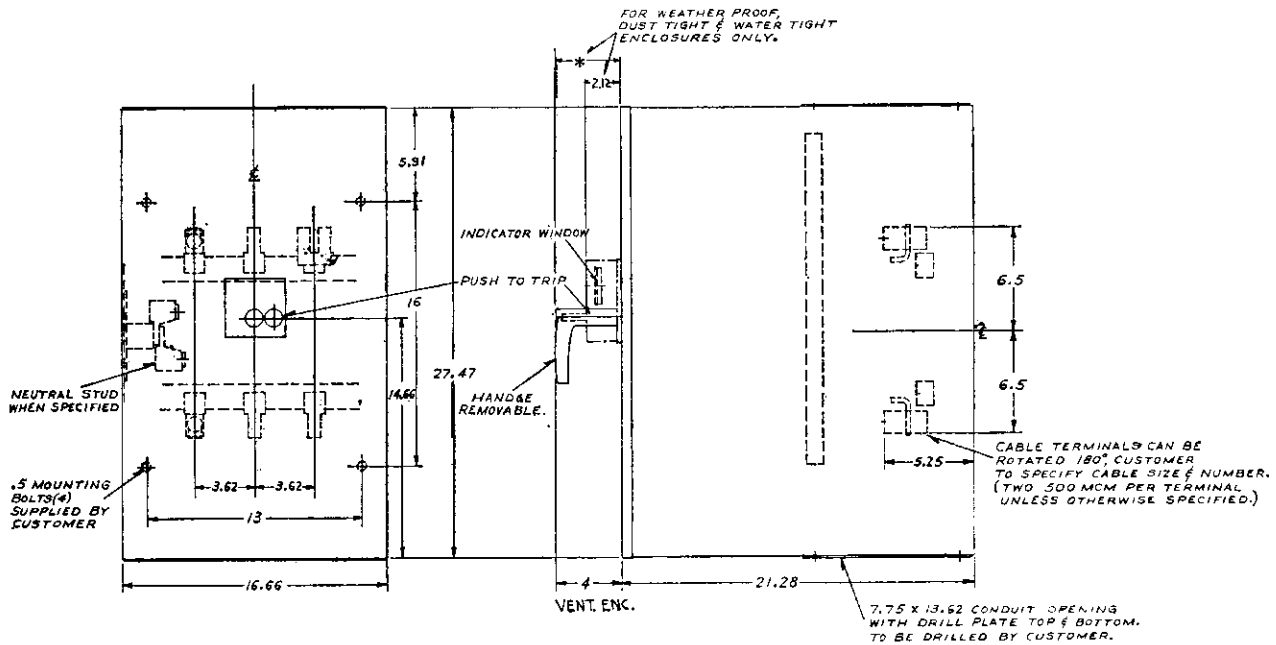 FOR WEATHER PROOF,
DUST TIGHT & WATER TIGHT
ENCLOSURES ONLY.
*
2.12
5.91
INDICATOR WINDOW
PUSH TO TRIP
16
6.5
27.47
14.66
6.5
NEUTRAL STUD
WHEN SPECIFIED
HANDGE
REMOVABLE.
CABLE TERMINALS CAN BE
ROTATED 180°, CUSTOMER
TO SPECIFY CABLE SIZE & NUMBER.
(TWO 500 MCM PER TERMINAL
UNLESS OTHERWISE SPECIFIED.)
5.25
.5 MOUNTING
BOLTS(4)
SUPPLIED BY
CUSTOMER
3.62
3.62
13
16.66
4
21.28
VENT. ENC.
7.75 X 13.62 CONDUIT OPENING
WITH DRILL PLATE TOP & BOTTOM.
TO BE DRILLED BY CUSTOMER.